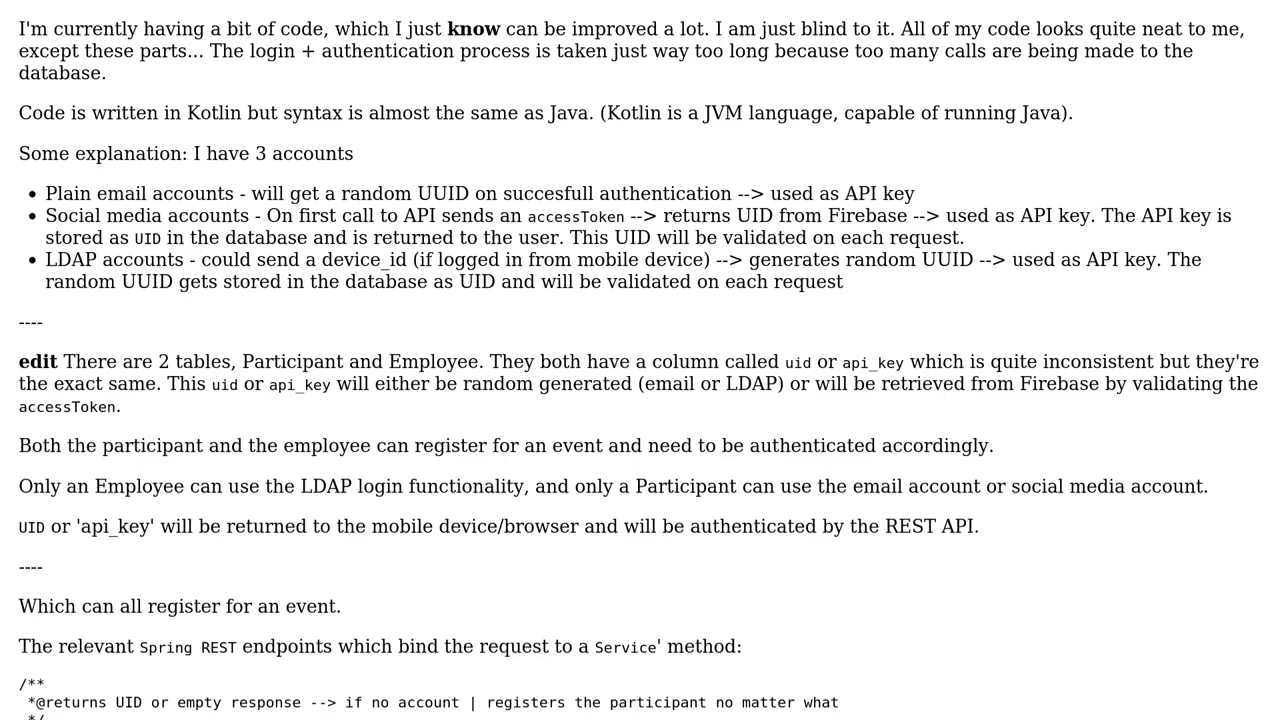 I'm currently having a bit of code, which I just know can be improved a lot. I am just blind to it. All of my code looks quite neat to me,
except these parts... The login + authentication process is taken just way too long because too many calls are being made to the
database.
Code is written in Kotlin but syntax is almost the same as Java. (Kotlin is a JVM language, capable of running Java).
Some explanation: I have 3 accounts
• Plain email accounts - will get a random UUID on succesfull authentication --> used as API key
• Social media accounts - On first call to API sends an accessToken --> returns UID from Firebase --> used as API key. The API key is
stored as UID in the database and is returned to the user. This UID will be validated on each request.
• LDAP accounts - could send a device_id (if logged in from mobile device) --> generates random UUID --> used as API key. The
random UUID gets stored in the database as UID and will be validated on each request
----
edit There are 2 tables, Participant and Employee. They both have a column called uid or api_key which is quite inconsistent but they're
the exact same. This uid or api_key will either be random generated (email or LDAP) or will be retrieved from Firebase by validating the
accessToken.
Both the participant and the employee can register for an event and need to be authenticated accordingly.
Only an Employee can use the LDAP login functionality, and only a Participant can use the email account or social media account.
UID or 'api_key' will be returned to the mobile device/browser and will be authenticated by the REST API.
----
Which can all register for an event.
The relevant Spring REST endpoints which bind the request to a Service' method:
/**
*@returns UID or empty response --> if no account | registers the participant no matter what
*/